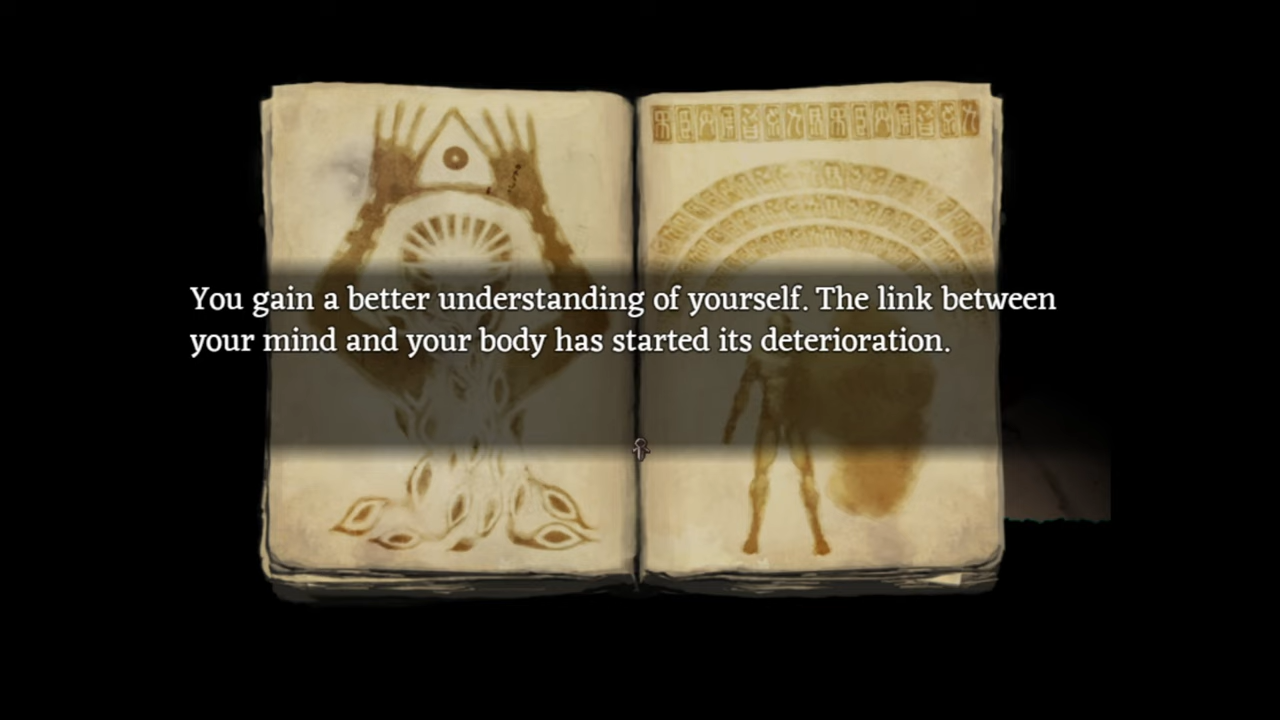 You gain a better understanding of yourself. The link between
your mind and your body has started its deterioration.